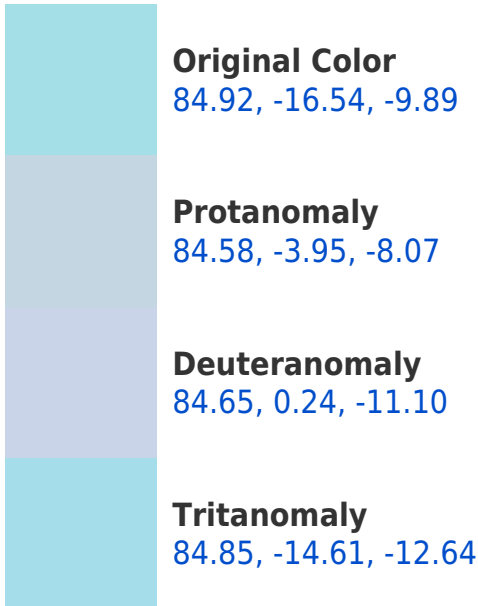 Original Color
84.92, -16.54, -9.89
Protanomaly
84.58, -3.95, -8.07
Deuteranomaly
84.65, 0.24, -11.10
Tritanomaly
84.85, -14.61, -12.64